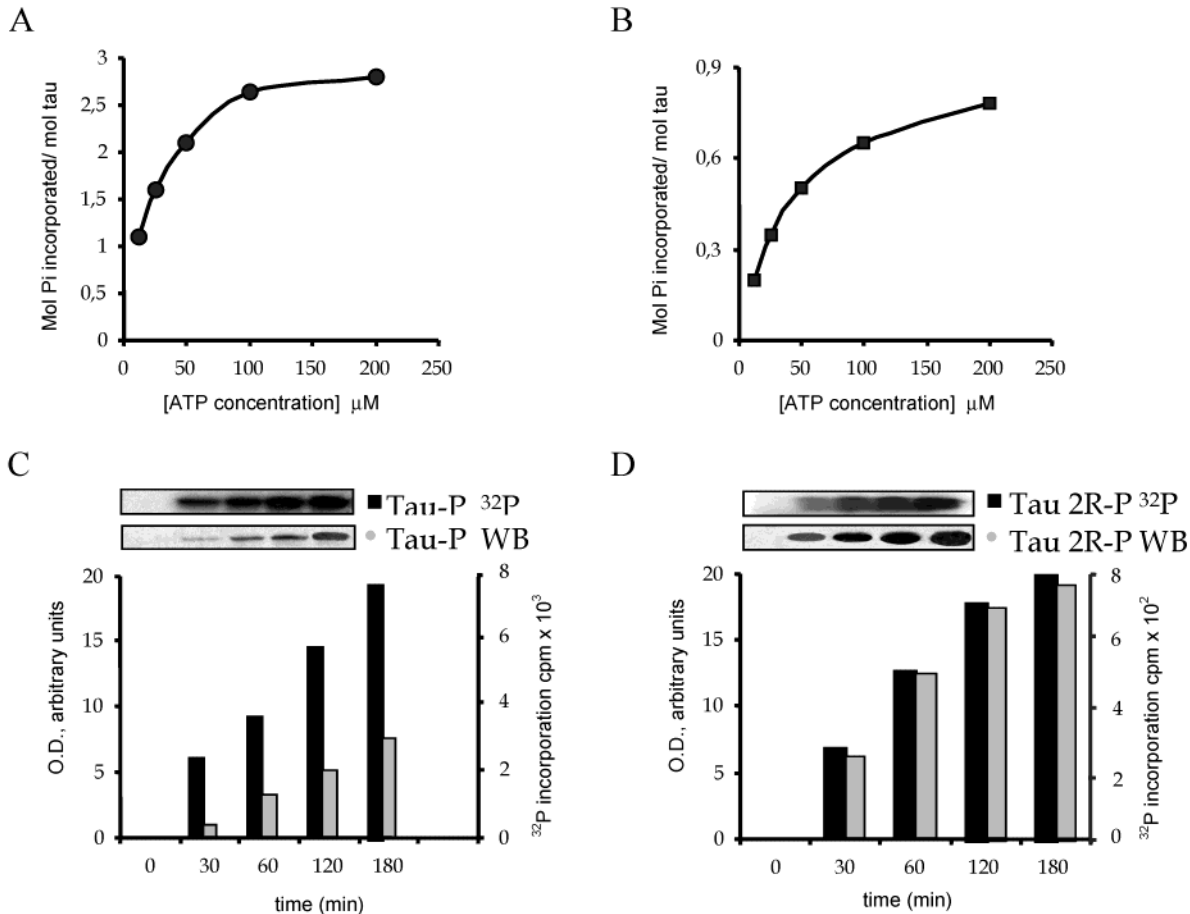 A
B
3
2,5
2
1,5
1
0,5
0
Mol Pi incorporated/ mol tau
0 50 100 150 200 250
[ATP concentration] μM
0,9
0,6
0,3
0
Mol Pi incorporated/ mol tau
0 50 100 150 200 250
[ATP concentration] μM
C
D
Tau-P 32P
Tau-P WB
Tau 2R-P 32P
Tau 2R-P WB
20
15
10
5
0
O.D., arbitrary units
8
6
4
2
0
32P incorporation cpm x 103
0 30 60 120 180
time (min)
20
15
10
5
0
O.D., arbitrary units
8
6
4
2
0
32P incorporation cpm x 102
0 30 60 120 180
time (min)